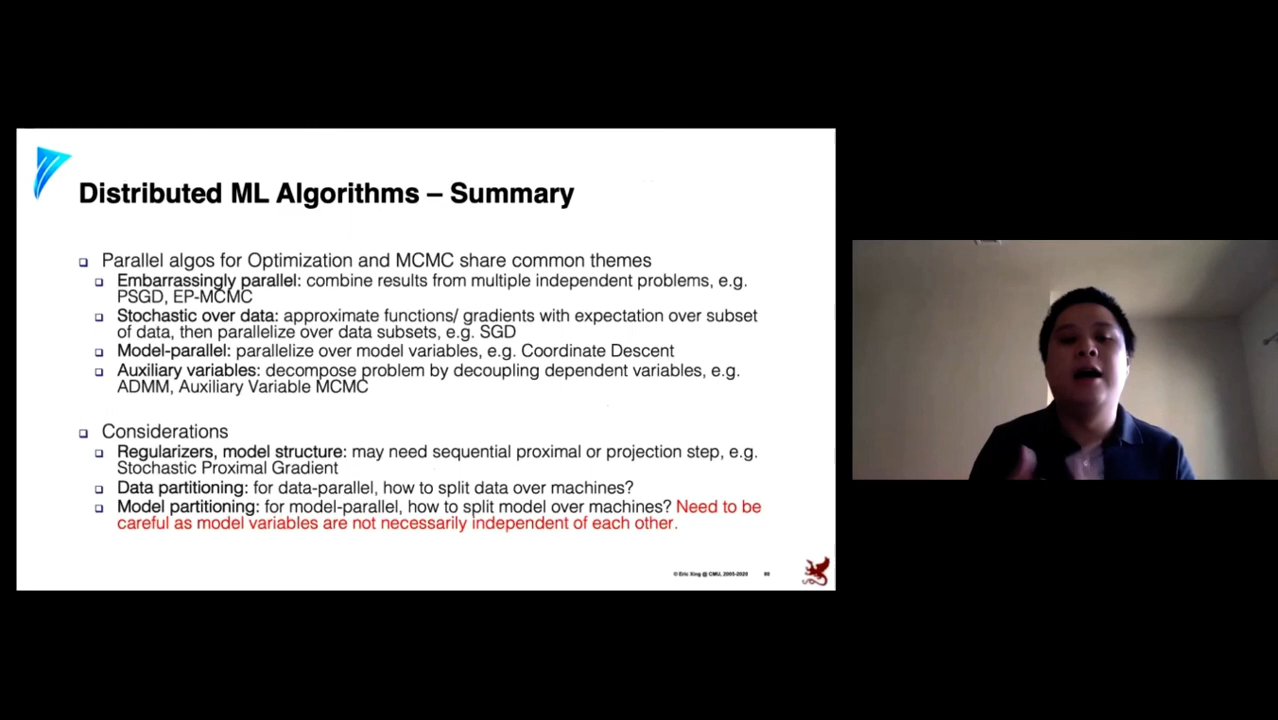 Distributed ML Algorithms – Summary
Parallel algos for Optimization and MCMC share common themes
Embarrassingly parallel: combine results from multiple independent problems, e.g.
PSGD, EP-MCMC
Stochastic over data: approximate functions/ gradients with expectation over subset
of data, then parallelize over data subsets, e.g. SGD
Model-parallel: parallelize over model variables, e.g. Coordinate Descent
Auxiliary variables: decompose problem by decoupling dependent variables, e.g.
ADMM, Auxiliary Variable MCMC
Considerations
Regularizers, model structure: may need sequential proximal or projection step, e.g.
Stochastic Proximal Gradient
Data partitioning: for data-parallel, how to split data over machines?
Model partitioning: for model-parallel, how to split model over machines? Need to be
careful as model variables are not necessarily independent of each other.
© Eric Xing @ CMU, 2005-2020